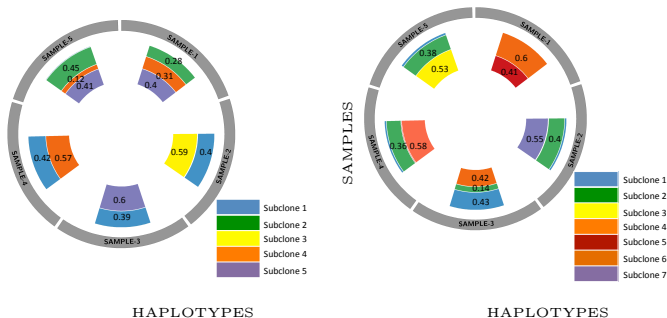 SAMPLE-5
SAMPLE-1
0.45
0.12
0.41
0.28
0.31
0.4
SAMPLE-4
0.42
0.57
0.59
0.4
SAMPLE-2
0.6
0.39
SAMPLE-3
Subclone 1
Subclone 2
Subclone 3
Subclone 4
Subclone 5
HAPLOTYPES
SAMPLES
SAMPLE-5
SAMPLE-1
0.38
0.53
0.6
0.41
SAMPLE-4
0.36
0.58
0.55
0.4
SAMPLE-2
0.42
0.14
0.43
SAMPLE-3
Subclone 1
Subclone 2
Subclone 3
Subclone 4
Subclone 5
Subclone 6
Subclone 7
HAPLOTYPES